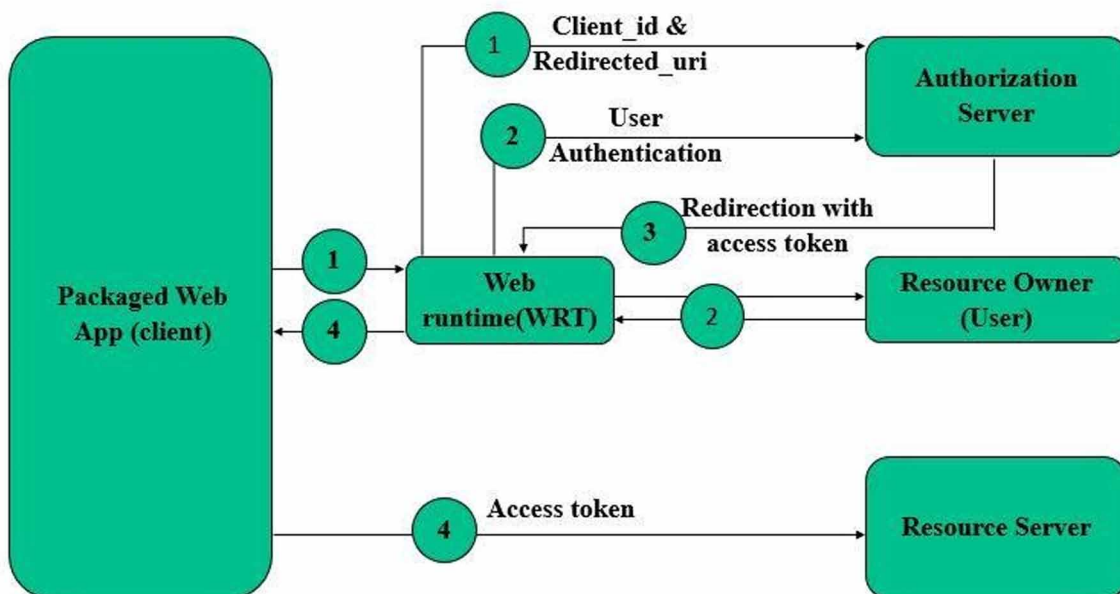 Client_id &
1
Redirected_uri
Authorization
Server
User
2
Authentication
Redirection with
3
access token
1
Packaged Web
App (client)
4
Web
runtime(WRT)
2
Resource Owner
(User)
Access token
4
Resource Server